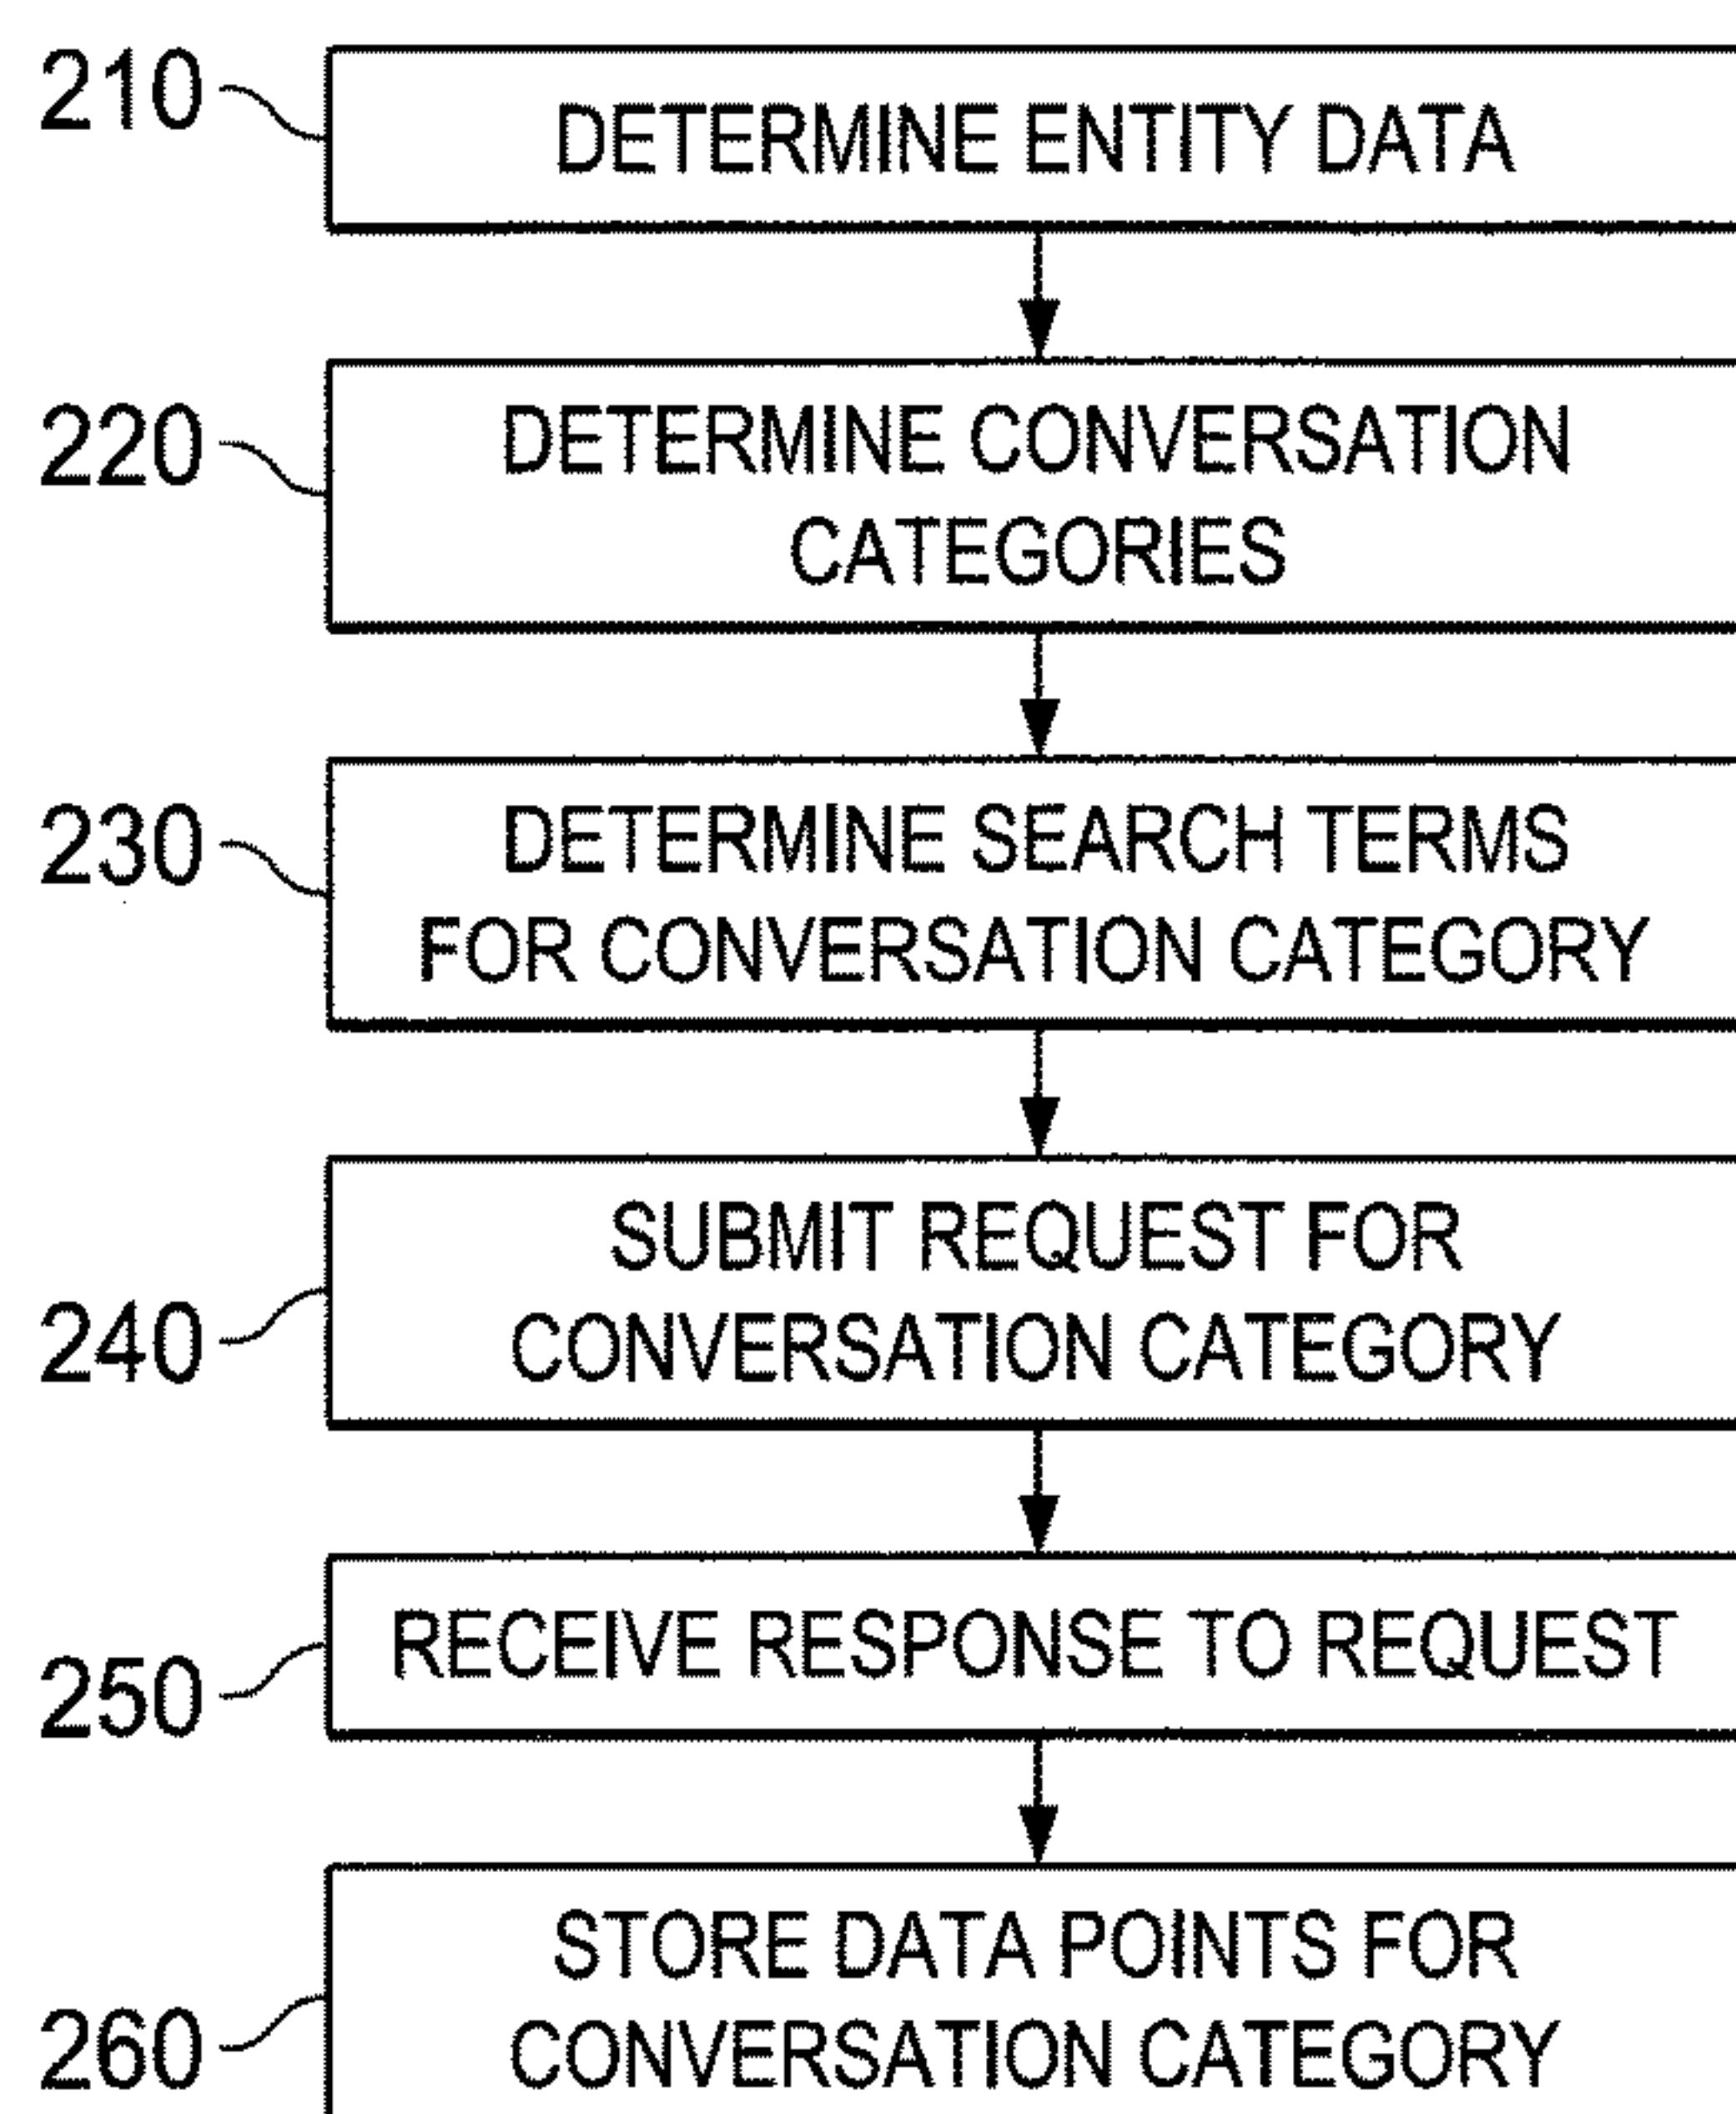 210
DETERMINE ENTITY DATA
220
DETERMINE CONVERSATION
CATEGORIES
230
DETERMINE SEARCH TERMS
FOR CONVERSATION CATEGORY
240
SUBMIT REQUEST FOR
CONVERSATION CATEGORY
250
RECEIVE RESPONSE TO REQUEST
260
STORE DATA POINTS FOR
CONVERSATION CATEGORY